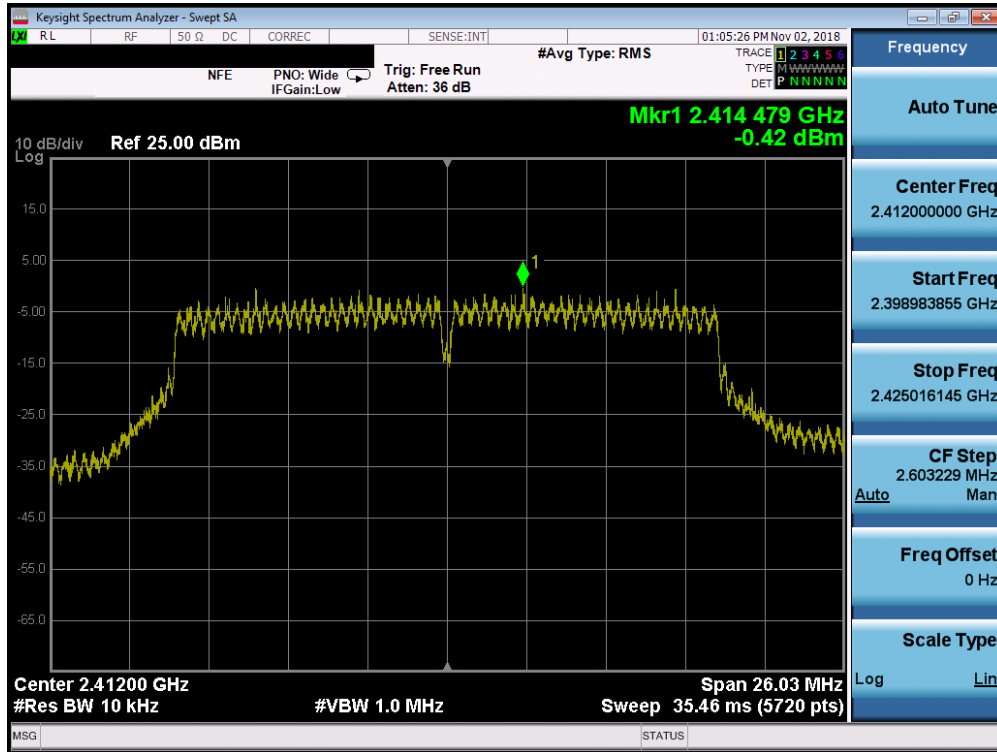 Keysight Spectrum Analyzer - Swept SA
LXI RL RF 50 Ω DC CORREC SENSE:INT 01:05:26 PM Nov 02, 2018
Frequency
NFE
PNO: Wide
IFGain:Low
Trig: Free Run
Atten: 36 dB
#Avg Type: RMS
TRACE 1 2 3 4 5 6
TYPE M WWWWW
DET P N N N N N
Auto Tune
Mkr1 2.414 479 GHz
-0.42 dBm
10 dB/div
Log
Ref 25.00 dBm
15.0
5.00
-5.00
-15.0
-25.0
-35.0
-45.0
-55.0
-65.0
1
Center Freq
2.412000000 GHz
Start Freq
2.398983855 GHz
Stop Freq
2.425016145 GHz
CF Step
2.603229 MHz
Auto Man
Freq Offset
0 Hz
Scale Type
Log Lin
Center 2.41200 GHz
Span 26.03 MHz
#Res BW 10 kHz
#VBW 1.0 MHz
Sweep 35.46 ms (5720 pts)
MSG
STATUS